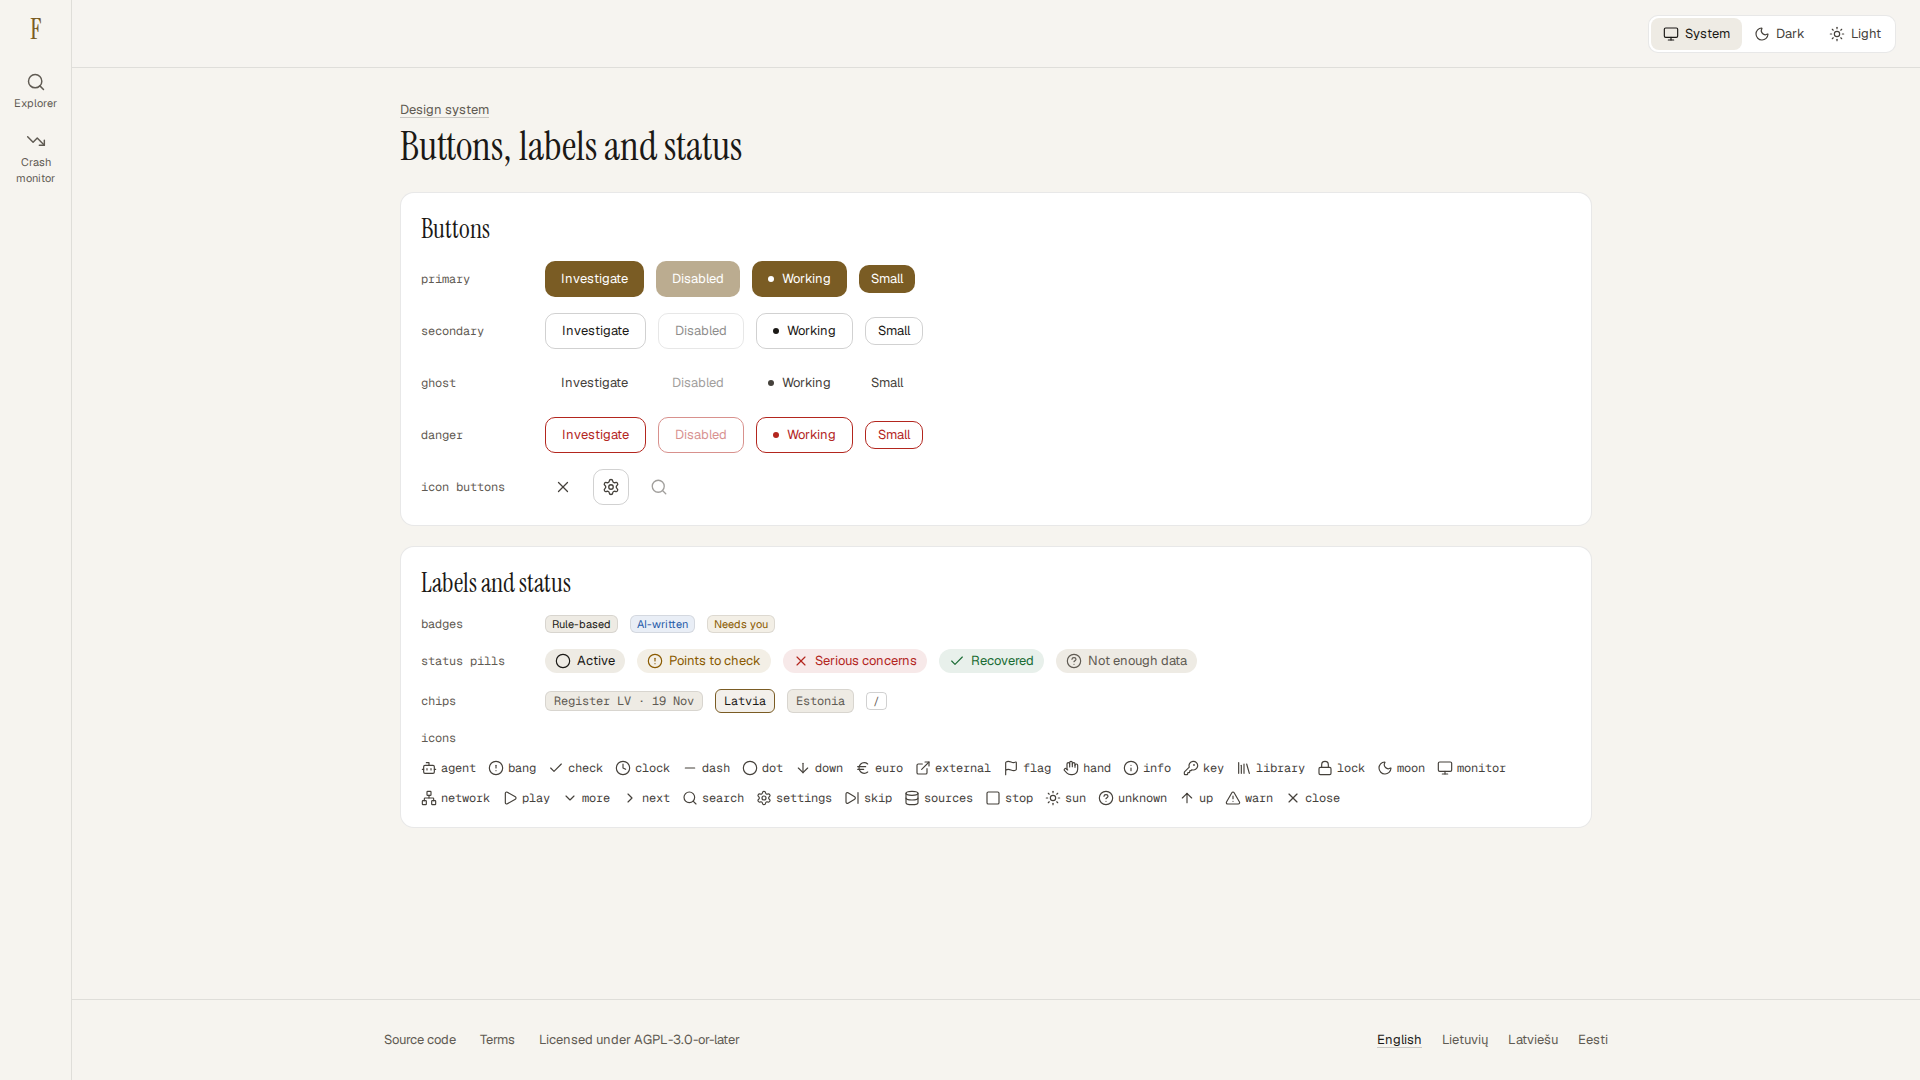 F
Explorer
Crash
monitor
System Dark Light
Design system
Buttons, labels and status
Buttons
primary Investigate Disabled Working Small
secondary Investigate Disabled Working Small
ghost Investigate Disabled Working Small
danger Investigate Disabled Working Small
icon buttons
Labels and status
badges Rule-based AI-written Needs you
status pills Active Points to check Serious concerns Recovered Not enough data
chips Register LV · 19 Nov Latvia Estonia /
icons
agent bang check clock dash dot down euro external flag hand info key library lock moon monitor
network play more next search settings skip sources stop sun unknown up warn close
Source code Terms Licensed under AGPL-3.0-or-later English Lietuvių Latviešu Eesti